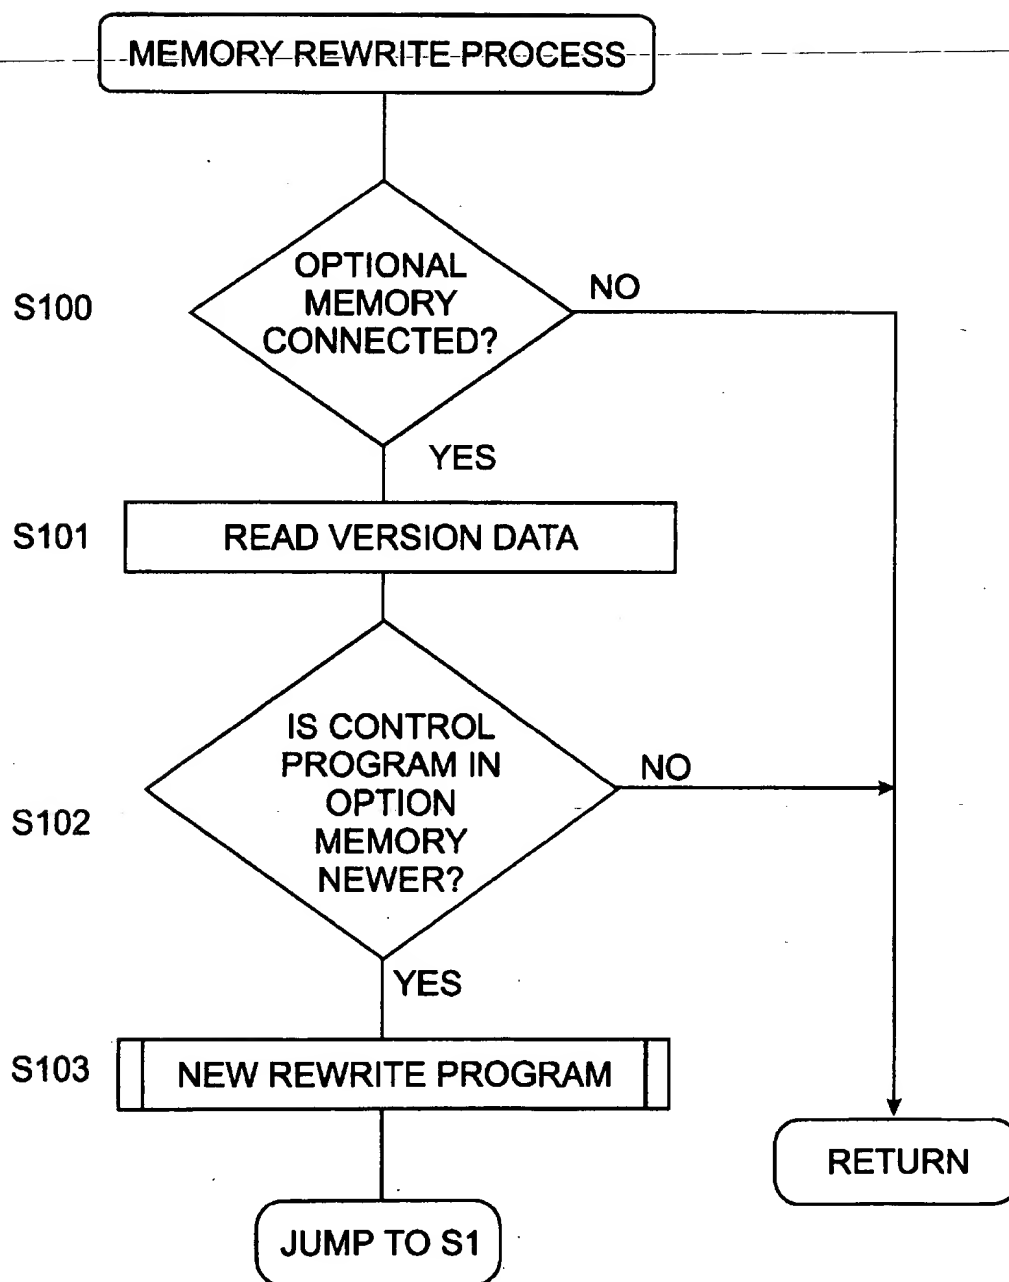 MEMORY REWRITE PROCESS
S100
OPTIONAL
MEMORY
CONNECTED?
NO
YES
S101
READ VERSION DATA
S102
IS CONTROL
PROGRAM IN
OPTION
MEMORY
NEWER?
NO
YES
S103
NEW REWRITE PROGRAM
RETURN
JUMP TO S1